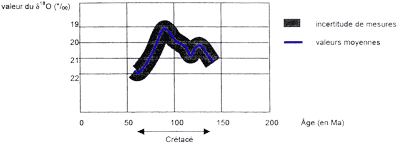 valeur du δ¹⁸O (°/₀₀)
19
20
21
22
incertitude de mesures
valeurs moyennes
0 50 100 150 200 Âge (en Ma)
Crétacé